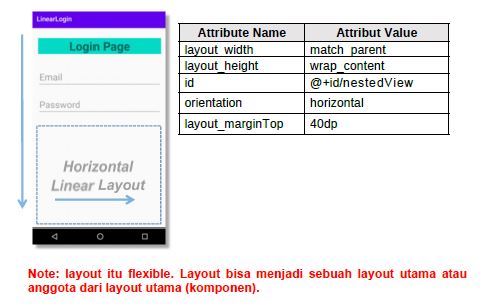 LinearLogin
Login Page
Email
Password
Horizontal
Linear Layout
Attribute Name Attribut Value
layout_width match_parent
layout_height wrap_content
id @+id/nestedView
orientation horizontal
layout_marginTop 40dp
Note: layout itu flexible. Layout bisa menjadi sebuah layout utama atau
anggota dari layout utama (komponen).